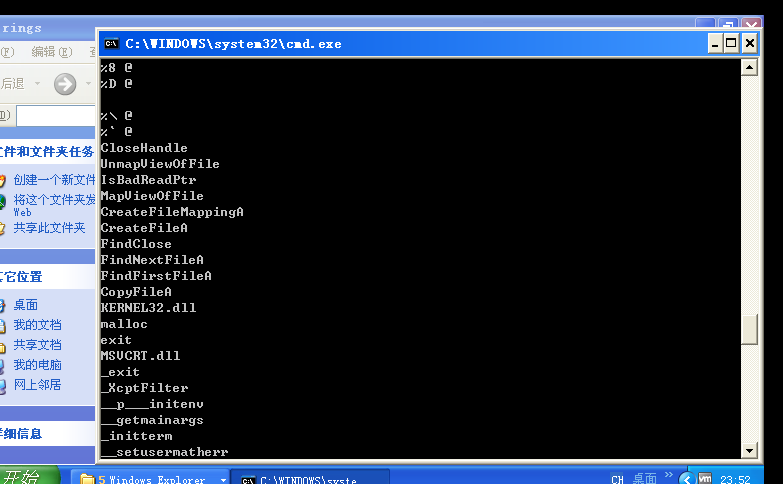 rings
C:\WINDOWS\system32\cmd.exe
(F) 编辑(E) 查
后退
D)
件和文件夹任务
创建一个新文件
将这个文件夹发
Web
共享此文件夹
其它位置
桌面
我的文档
共享文档
我的电脑
网上邻居
详细信息
%8 @
%D @
%\ @
%` @
CloseHandle
UnmapViewOfFile
IsBadReadPtr
MapViewOfFile
CreateFileMappingA
CreateFileA
FindClose
FindNextFileA
FindFirstFileA
CopyFileA
KERNEL32.dll
malloc
exit
MSVCRT.dll
_exit
_XcptFilter
__p___initenv
__getmainargs
_initterm
__setusermatherr
开始
5 Windows Explorer
C:\WINDOWS\syste
CH 桌面 »
vm
23:52